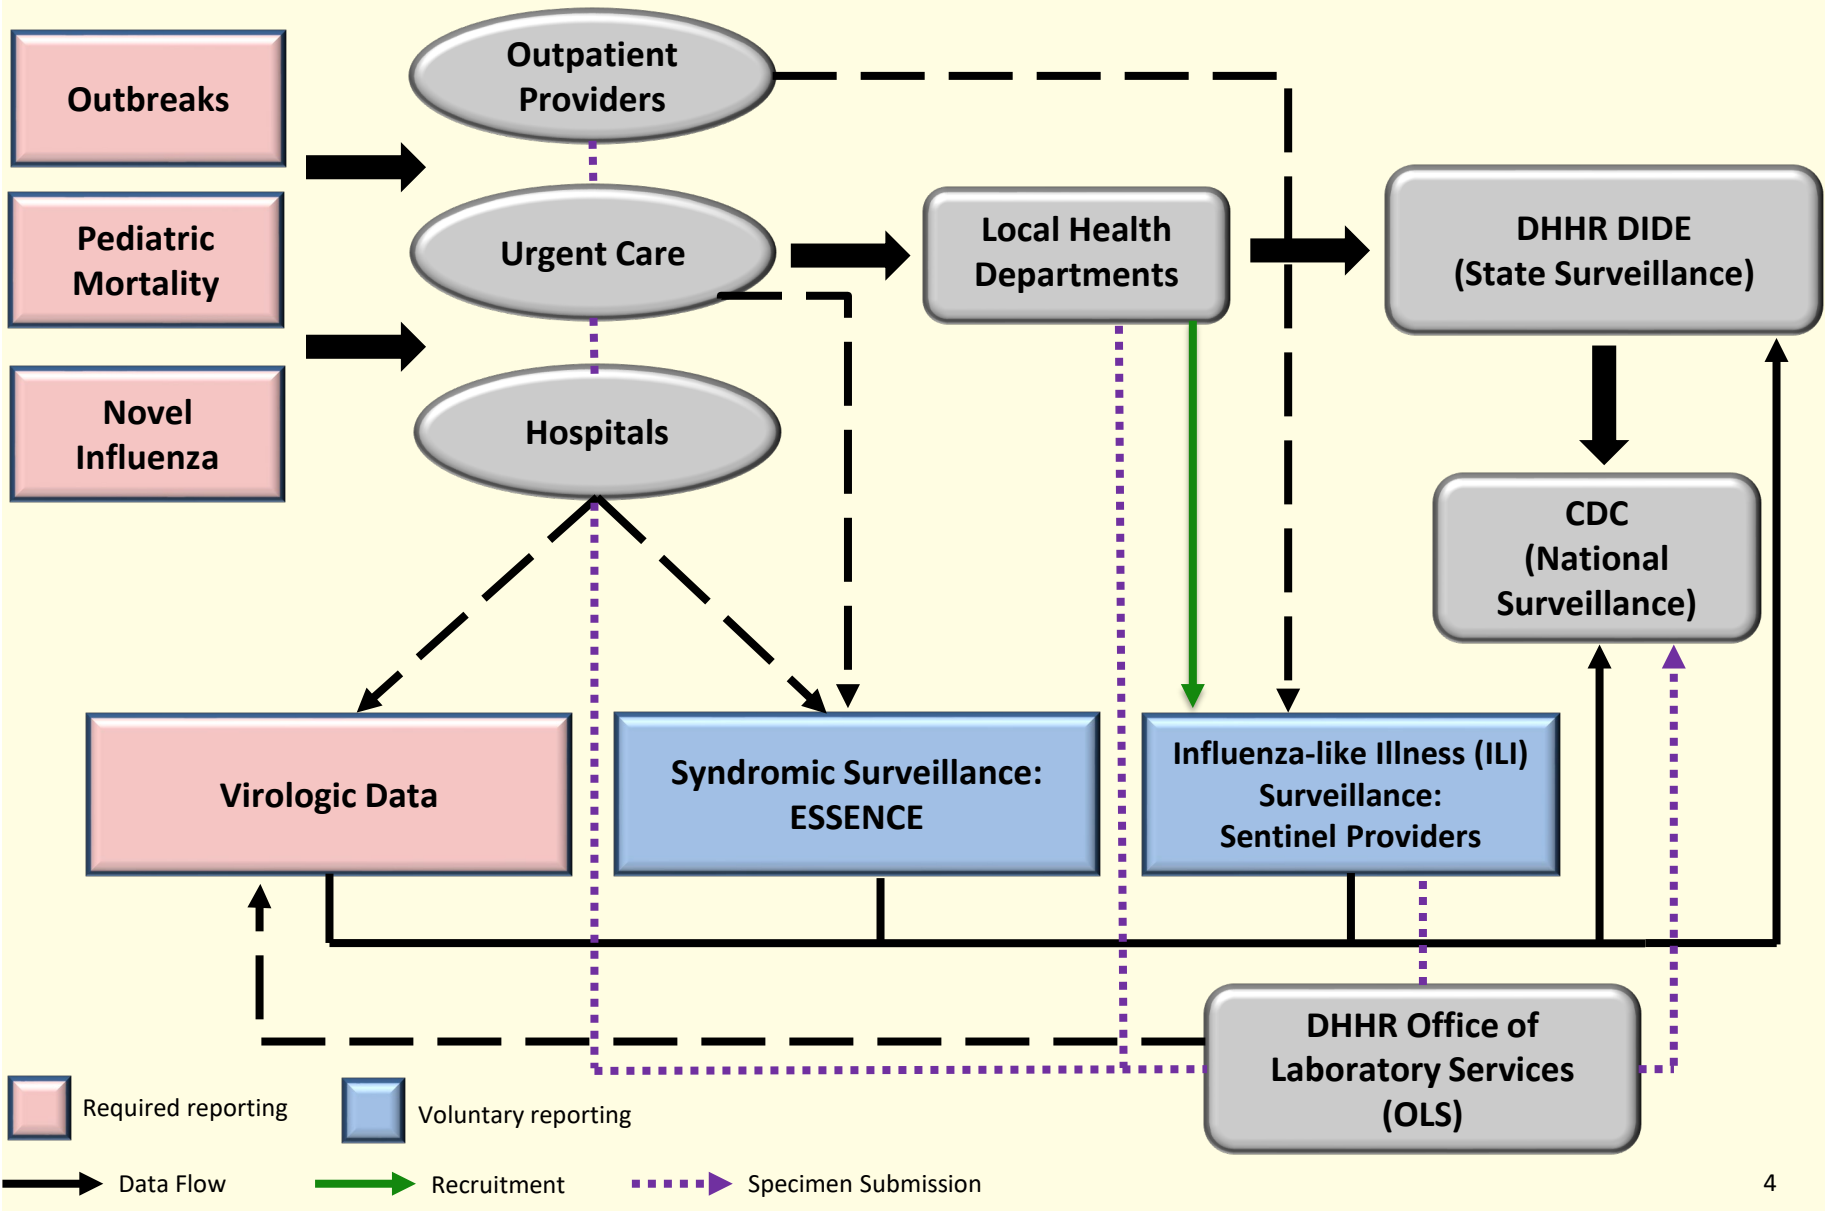 Outbreaks
Pediatric
Mortality
Novel
Influenza
Outpatient
Providers
Urgent Care
Hospitals
Local Health
Departments
DHHR DIDE
(State Surveillance)
CDC
(National
Surveillance)
Virologic Data
Syndromic Surveillance:
ESSENCE
Influenza-like Illness (ILI)
Surveillance:
Sentinel Providers
DHHR Office of
Laboratory Services
(OLS)
Required reporting
Voluntary reporting
Data Flow
Recruitment
Specimen Submission
4